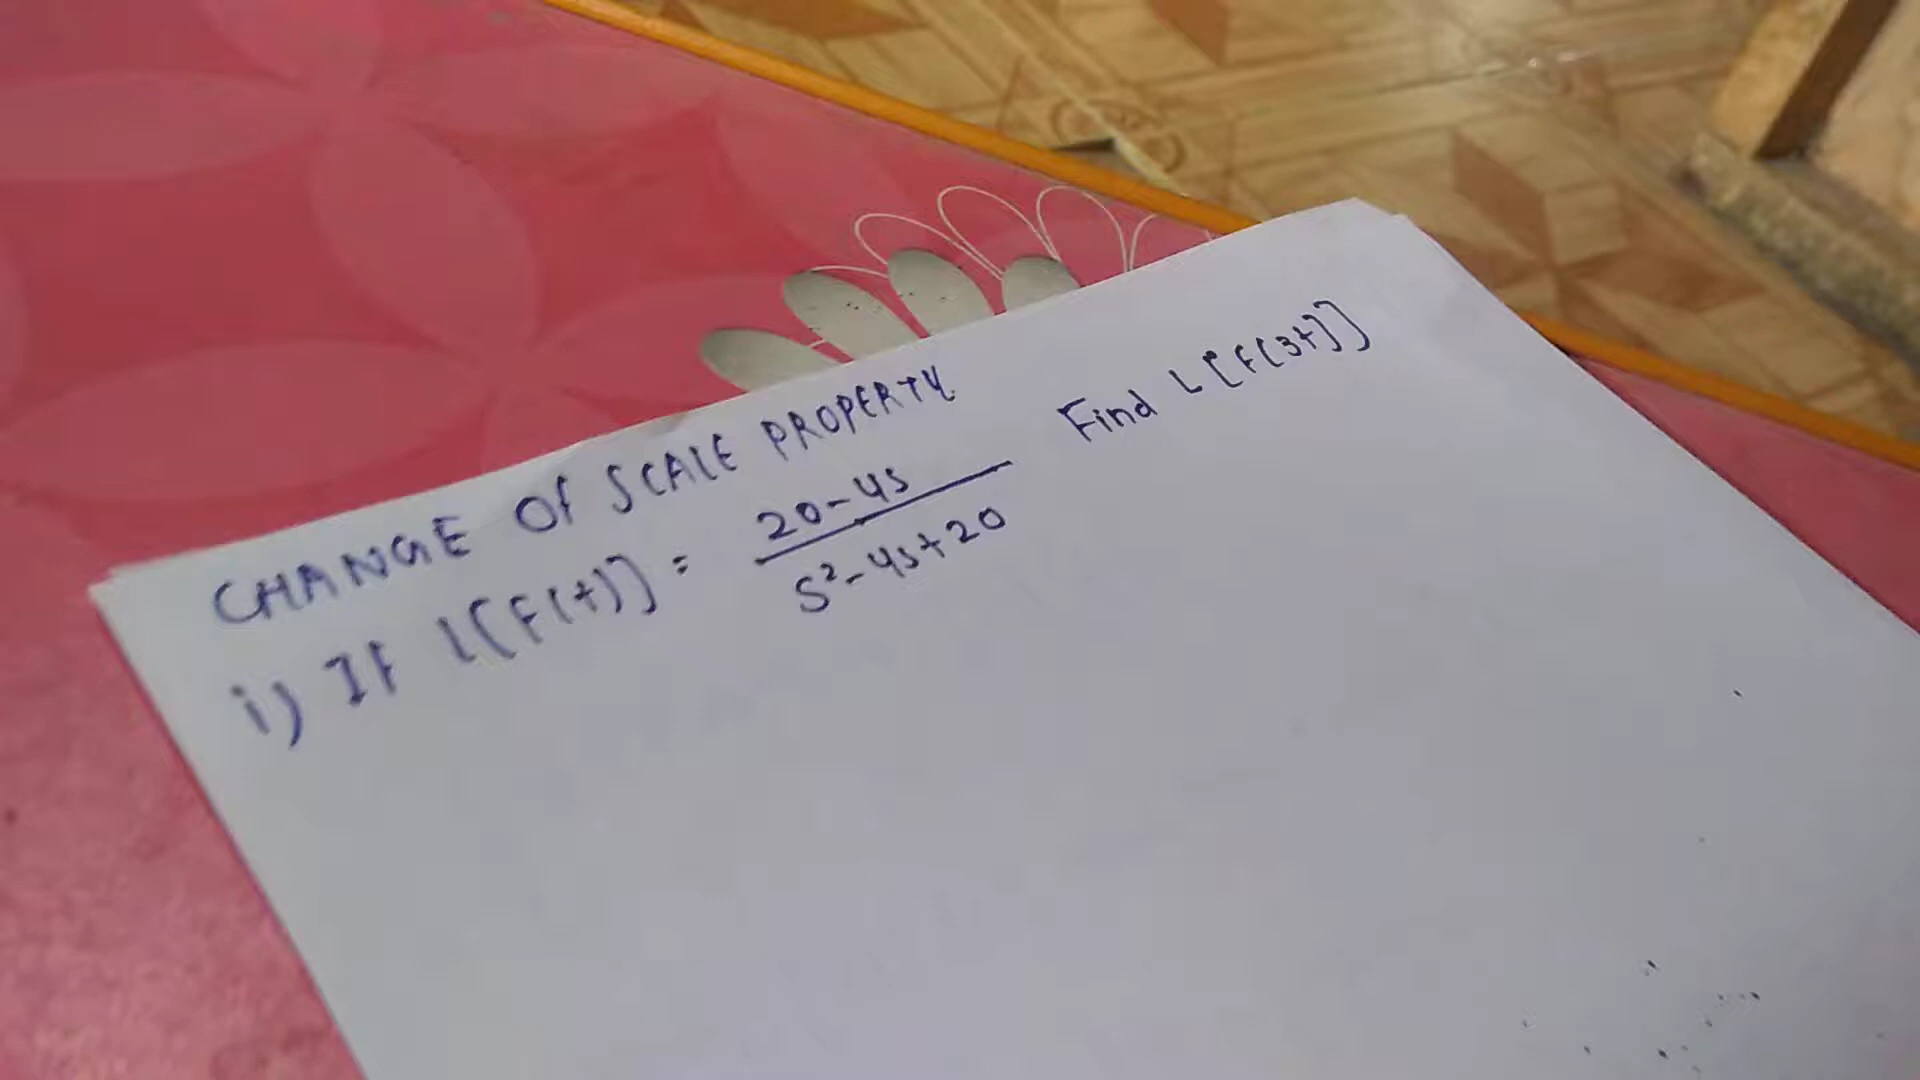 CHANGE OF SCALE PROPERTY
i) If L[F(t)] = 20-4s / s²-4s+20 Find L[F(3t)]